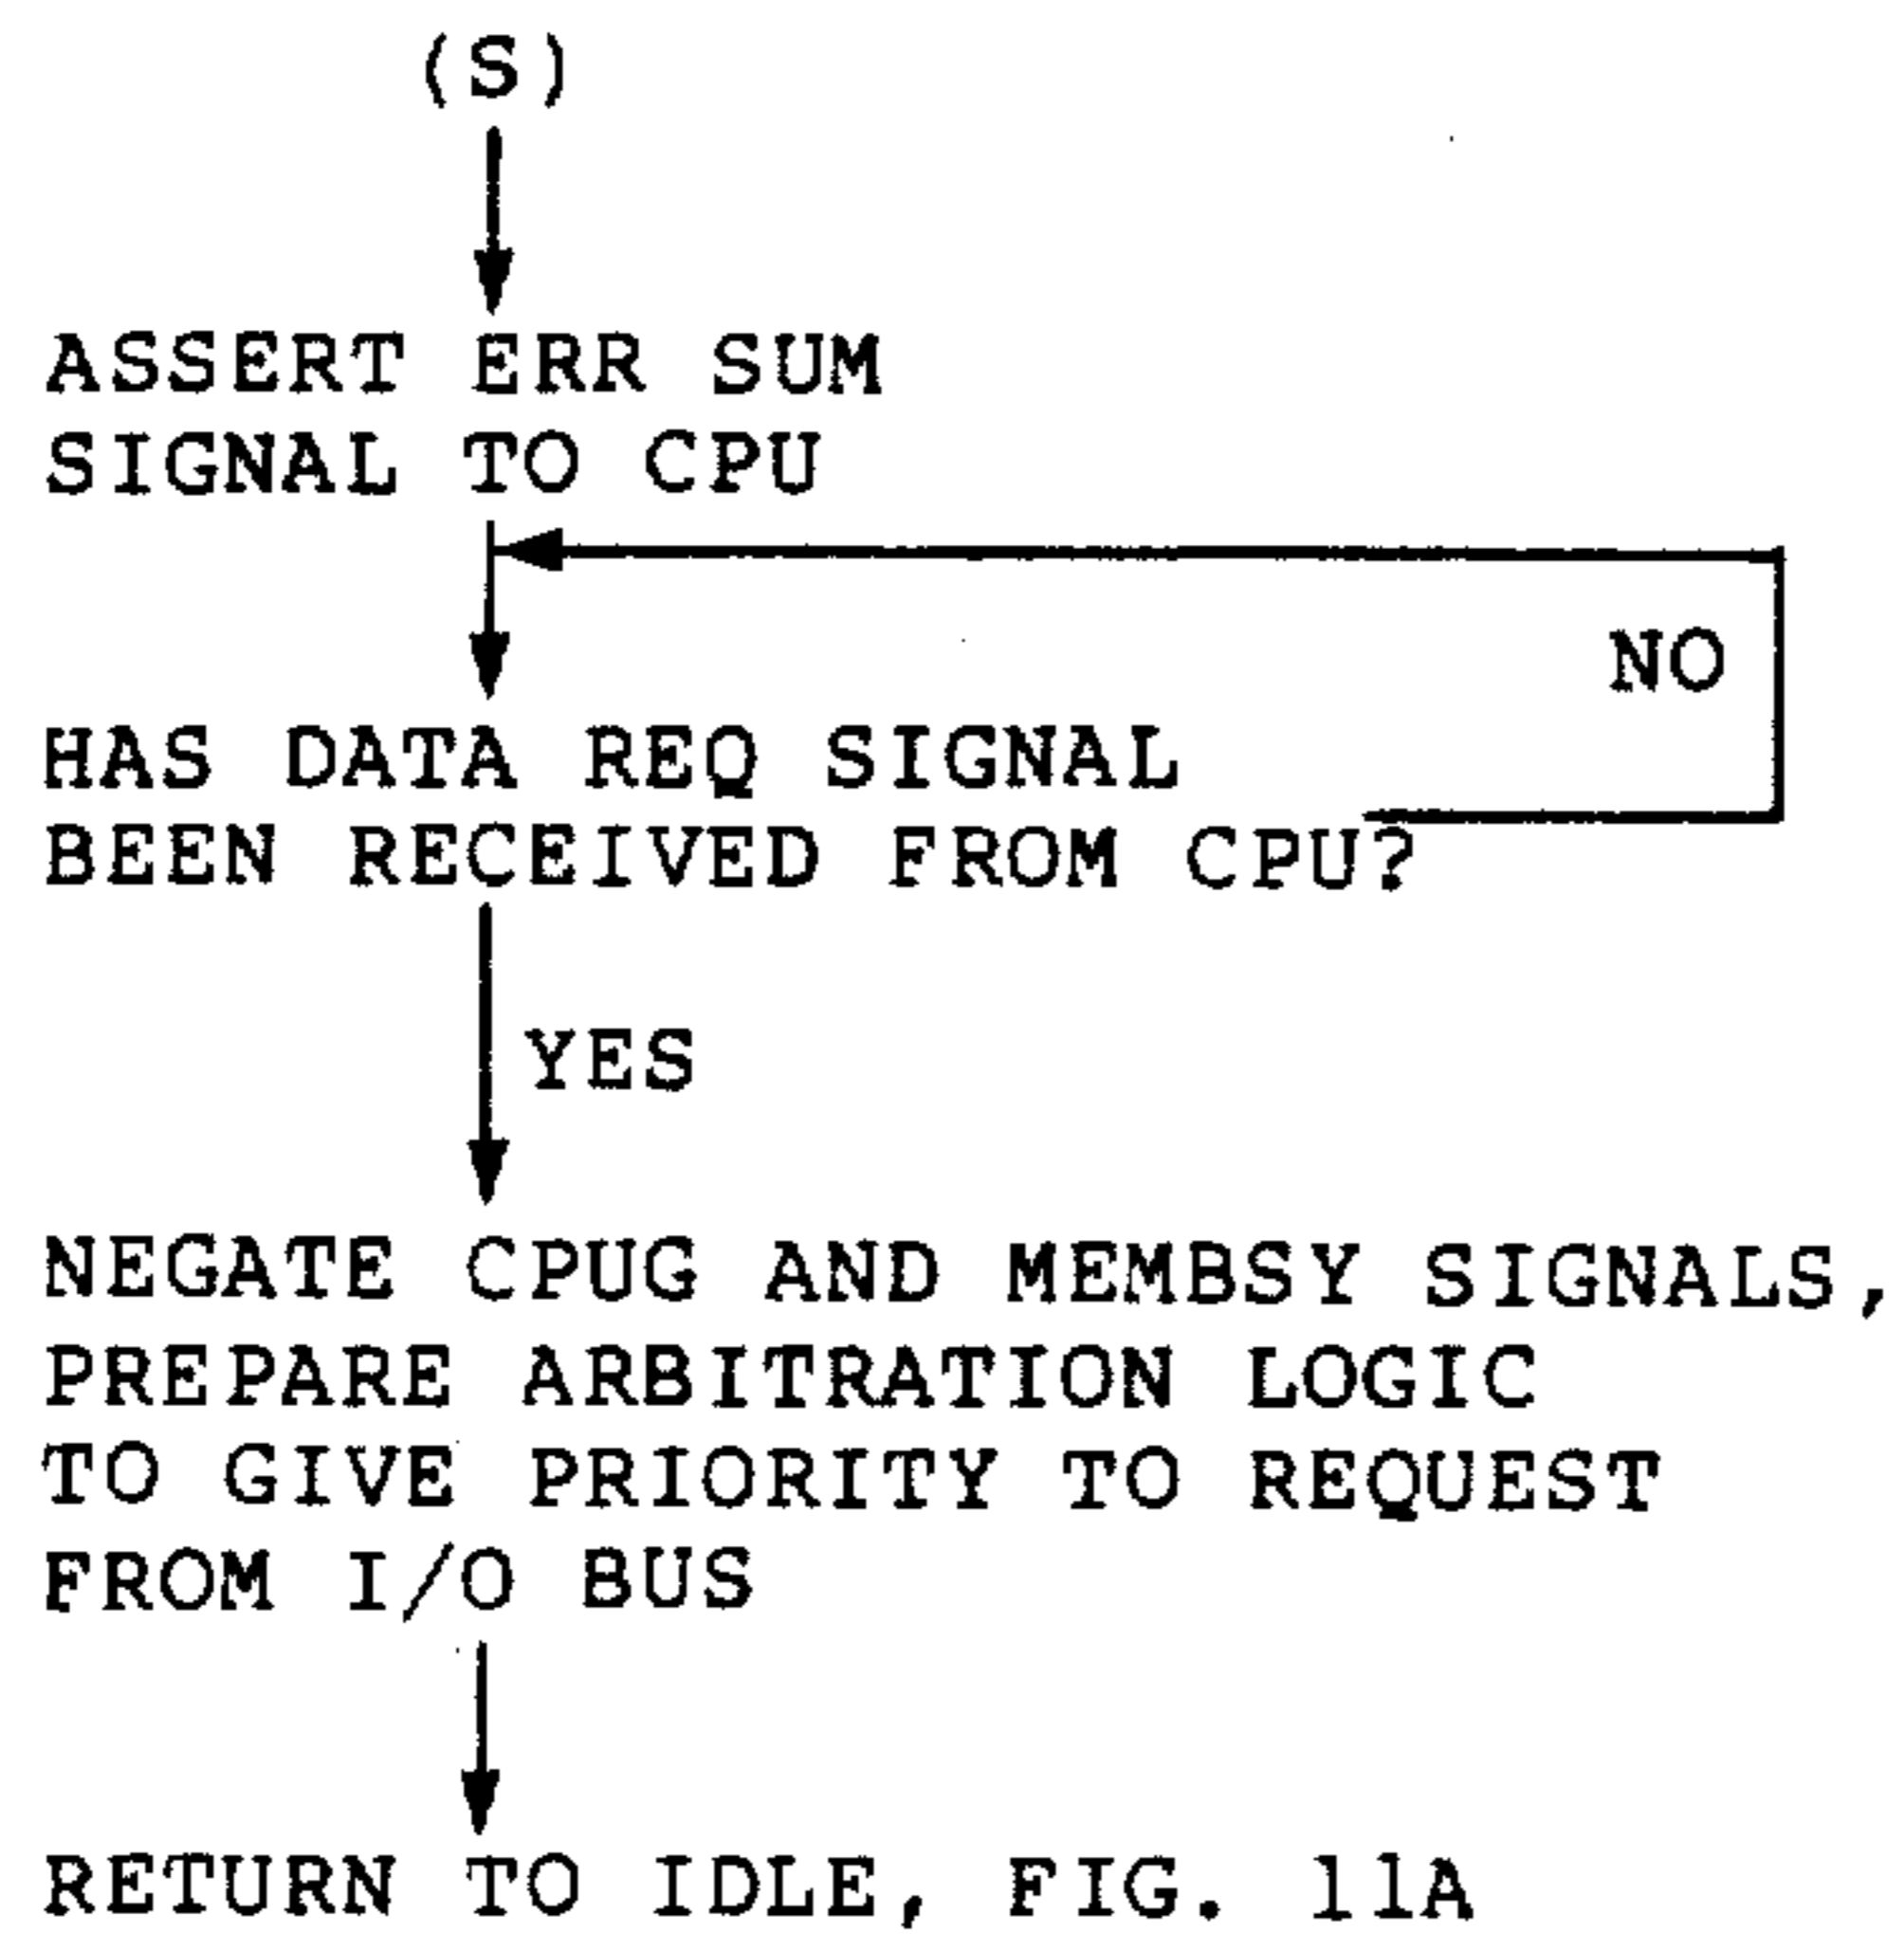 (S)
ASSERT ERR SUM
SIGNAL TO CPU
NO
HAS DATA REQ SIGNAL
BEEN RECEIVED FROM CPU?
YES
NEGATE CPUG AND MEMBSY SIGNALS,
PREPARE ARBITRATION LOGIC
TO GIVE PRIORITY TO REQUEST
FROM I/O BUS
RETURN TO IDLE, FIG. 11A